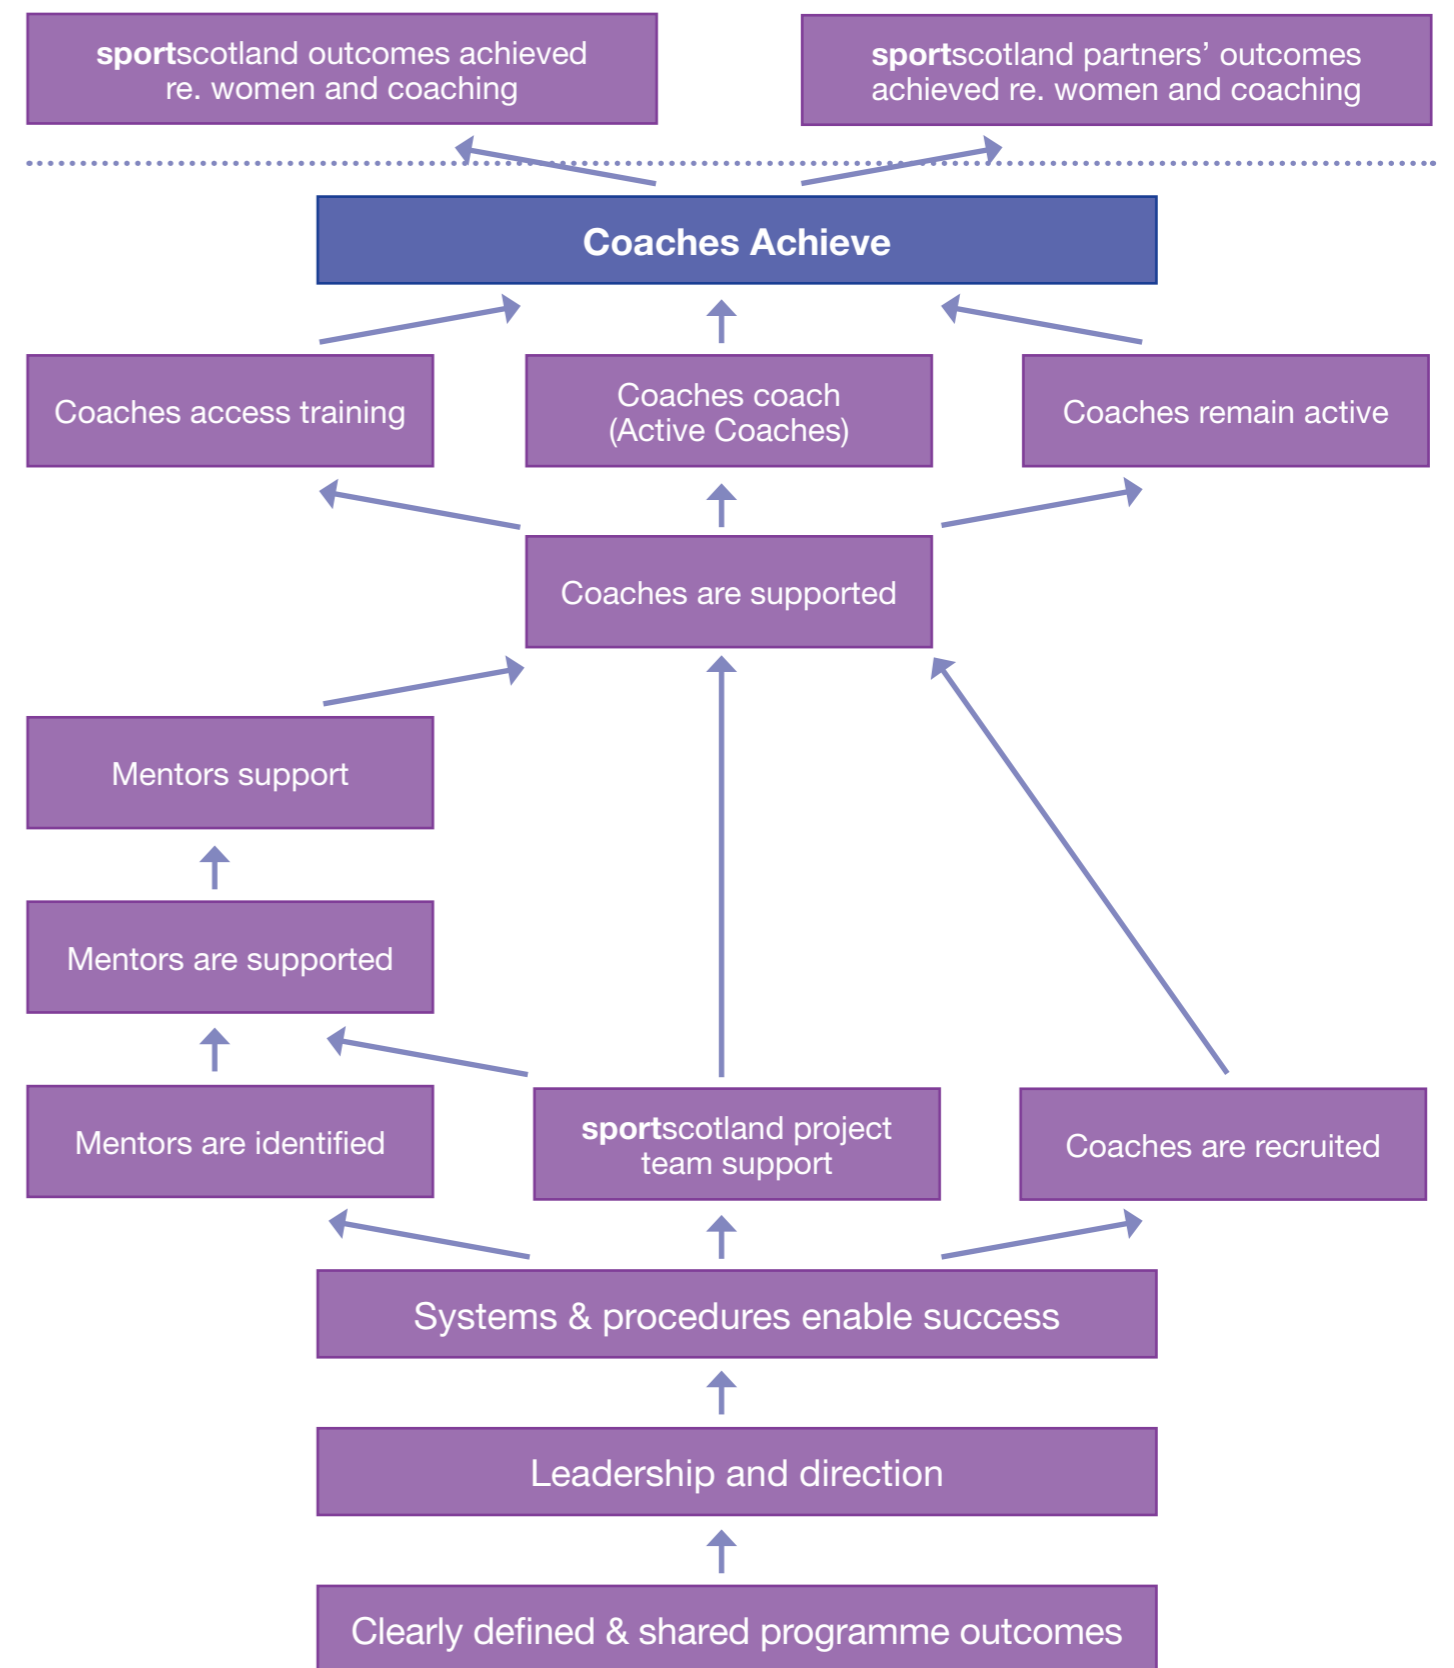 sportscotland outcomes achieved
re. women and coaching
sportscotland partners’ outcomes
achieved re. women and coaching
Coaches Achieve
Coaches access training
Coaches coach
(Active Coaches)
Coaches remain active
Coaches are supported
Mentors support
Mentors are supported
Mentors are identified
sportscotland project
team support
Coaches are recruited
Systems & procedures enable success
Leadership and direction
Clearly defined & shared programme outcomes